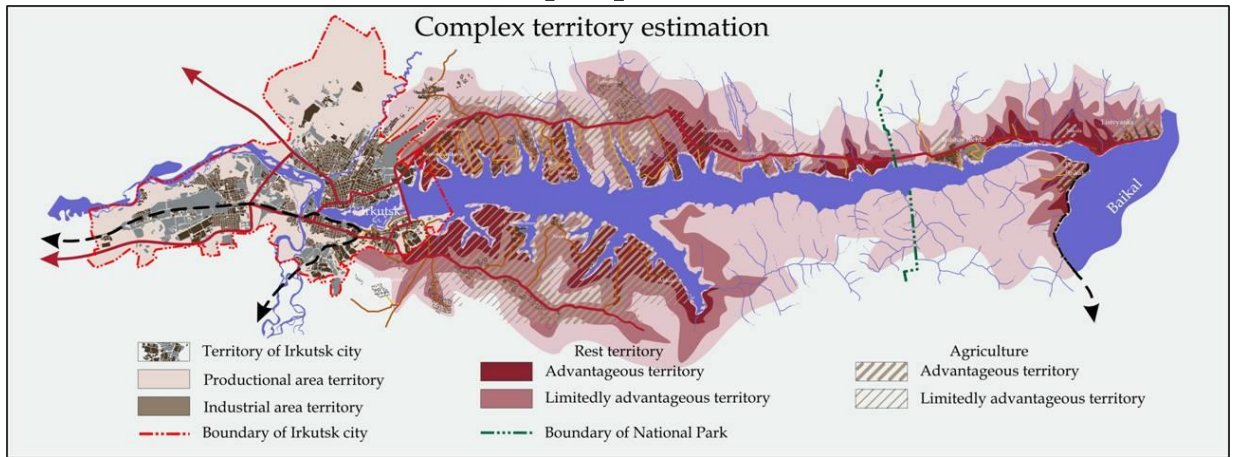 Complex territory estimation
Irkutsk
Listvyanka
Baikal
Territory of Irkutsk city
Productional area territory
Industrial area territory
Boundary of Irkutsk city
Rest territory
Advantageous territory
Limitedly advantageous territory
Boundary of National Park
Agriculture
Advantageous territory
Limitedly advantageous territory